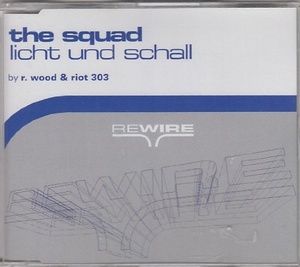 the squad
licht und schall
by r. wood & riot 303
REWIRE
REWIRE